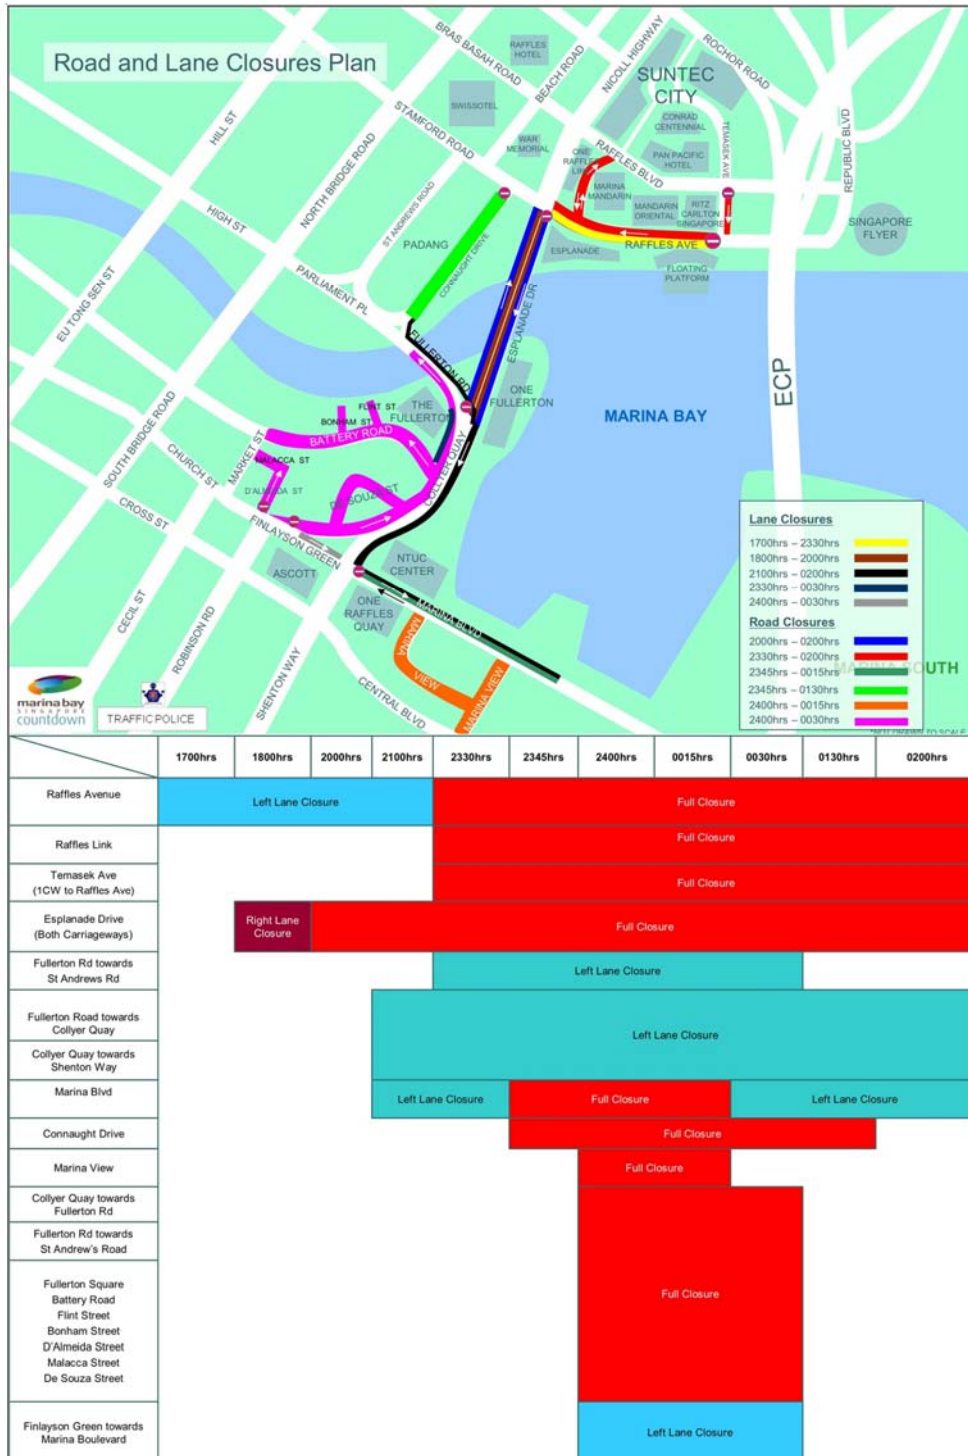 Road and Lane Closures Plan
BRAS BASAH ROAD
RAFFLES
HOTEL
BEACH ROAD
NICOLL HIGHWAY
ROCHOR ROAD
SUNTEC
CITY
SWISSOTEL
STAMFORD ROAD
HILL ST
NORTH BRIDGE ROAD
WAR
MEMORIAL
CONRAD
CENTENNIAL
TEMASEK AVE
REPUBLIC BLVD
ONE
RAFFLES
LINK
RAFFLES BLVD
PAN PACIFIC
HOTEL
MARINA
MANDARIN
MANDARIN
ORIENTAL
RITZ
CARLTON
SINGAPORE
SINGAPORE
FLYER
HIGH ST
ST ANDREWS ROAD
PADANG
CONNAUGHT DRIVE
ESPLANADE
RAFFLES AVE
FLOATING
PLATFORM
EU TONG SEN ST
PARLIAMENT PL
ESPLANADE DR
FULLERTON RD
ECP
ONE
FULLERTON
MARINA BAY
THE
FULLERTON
FLINT ST
BONHAM ST
BATTERY ROAD
SOUTH BRIDGE ROAD
MARKET ST
MALACCA ST
CHURCH ST
D'ALMEIDA ST
DE SOUZA ST
COLLYER QUAY
CROSS ST
FINLAYSON GREEN
ASCOTT
NTUC
CENTER
CECIL ST
ROBINSON RD
ONE
RAFFLES
QUAY
MARINA BLVD
MARINA
VIEW
MARINA VIEW
SHENTON WAY
CENTRAL BLVD
MARINA SOUTH
Lane Closures
1700hrs – 2330hrs
1800hrs – 2000hrs
2100hrs – 0200hrs
2330hrs – 0030hrs
2400hrs – 0030hrs
Road Closures
2000hrs – 0200hrs
2330hrs – 0200hrs
2345hrs – 0015hrs
2345hrs – 0130hrs
2400hrs – 0015hrs
2400hrs – 0030hrs
*NOT DRAWN TO SCALE
marina bay
SINGAPORE
countdown
TRAFFIC POLICE
1700hrs 1800hrs 2000hrs 2100hrs 2330hrs 2345hrs 2400hrs 0015hrs 0030hrs 0130hrs 0200hrs
Raffles Avenue
Left Lane Closure
Full Closure
Raffles Link
Full Closure
Temasek Ave
(1CW to Raffles Ave)
Full Closure
Esplanade Drive
(Both Carriageways)
Right Lane
Closure
Full Closure
Fullerton Rd towards
St Andrews Rd
Left Lane Closure
Fullerton Road towards
Collyer Quay
Left Lane Closure
Collyer Quay towards
Shenton Way
Marina Blvd
Left Lane Closure
Full Closure
Left Lane Closure
Connaught Drive
Full Closure
Marina View
Full Closure
Collyer Quay towards
Fullerton Rd
Fullerton Rd towards
St Andrew's Road
Fullerton Square
Battery Road
Flint Street
Bonham Street
D'Almeida Street
Malacca Street
De Souza Street
Full Closure
Finlayson Green towards
Marina Boulevard
Left Lane Closure